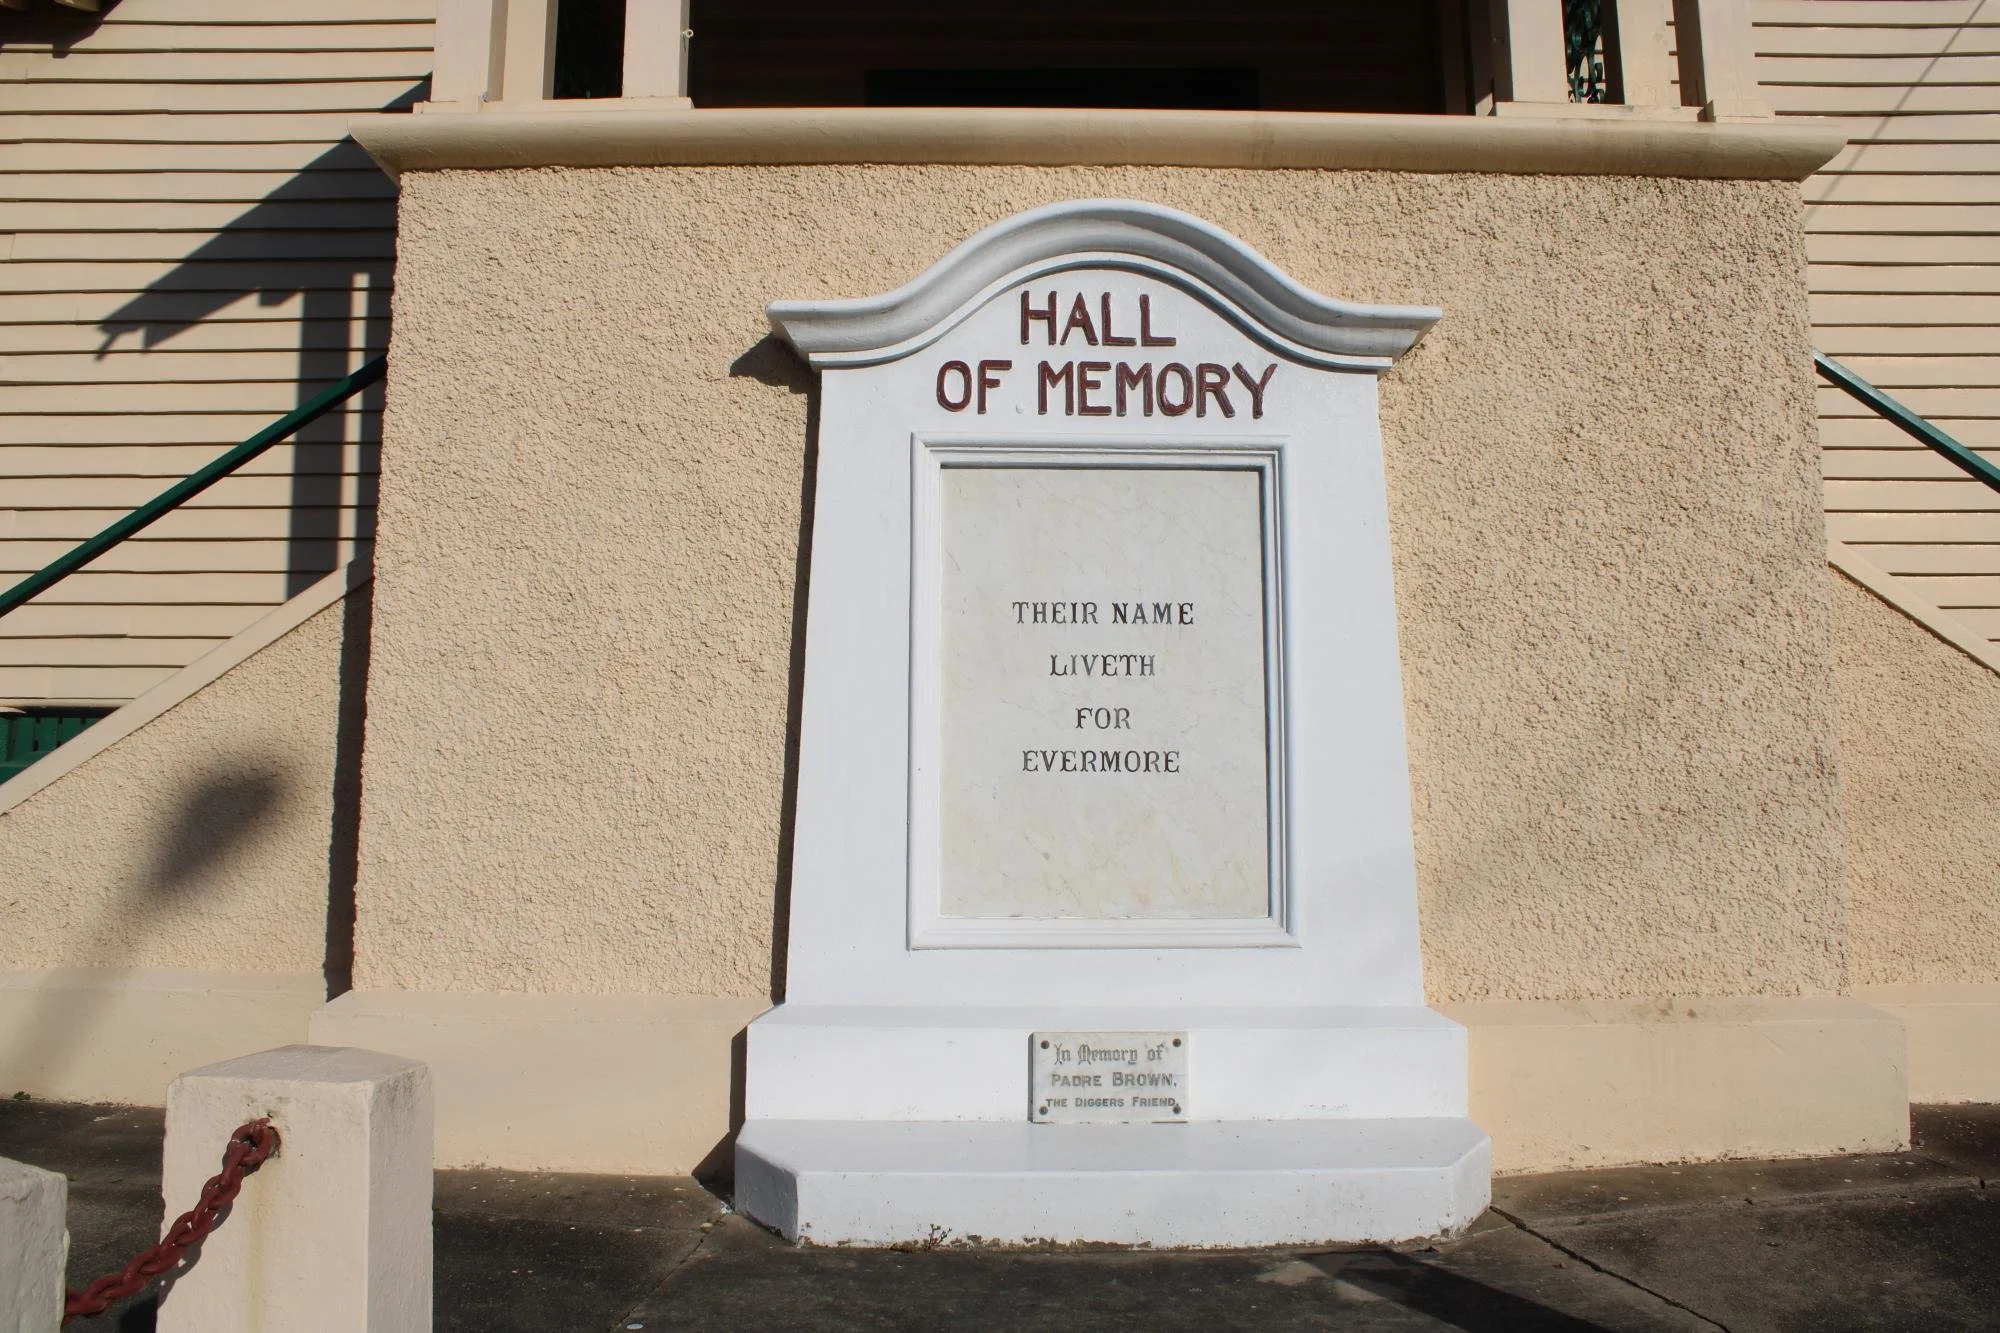 HALL
OF MEMORY
THEIR NAME
LIVETH
FOR
EVERMORE
In Memory of
PADRE BROWN,
THE DIGGERS FRIEND.